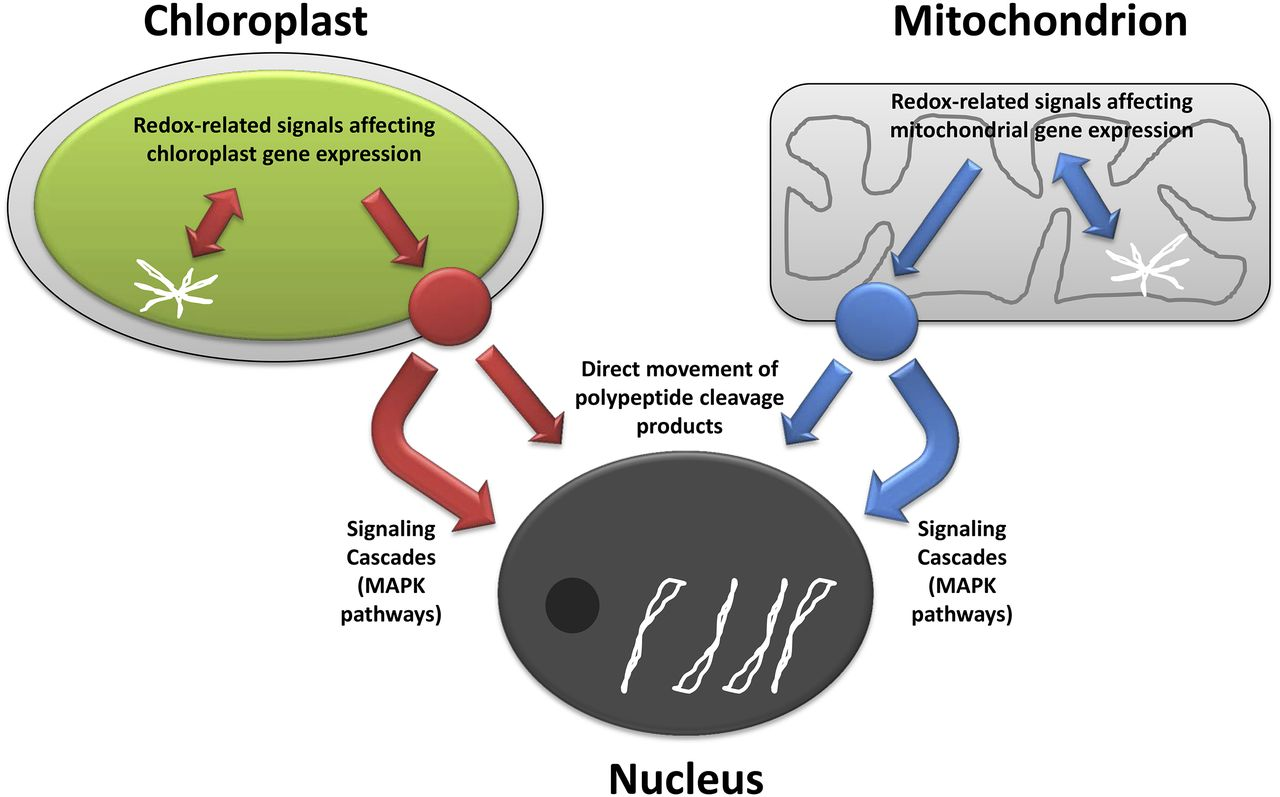 Chloroplast
Mitochondrion
Redox-related signals affecting
chloroplast gene expression
Redox-related signals affecting
mitochondrial gene expression
Direct movement of
polypeptide cleavage
products
Signaling
Cascades
(MAPK
pathways)
Signaling
Cascades
(MAPK
pathways)
Nucleus